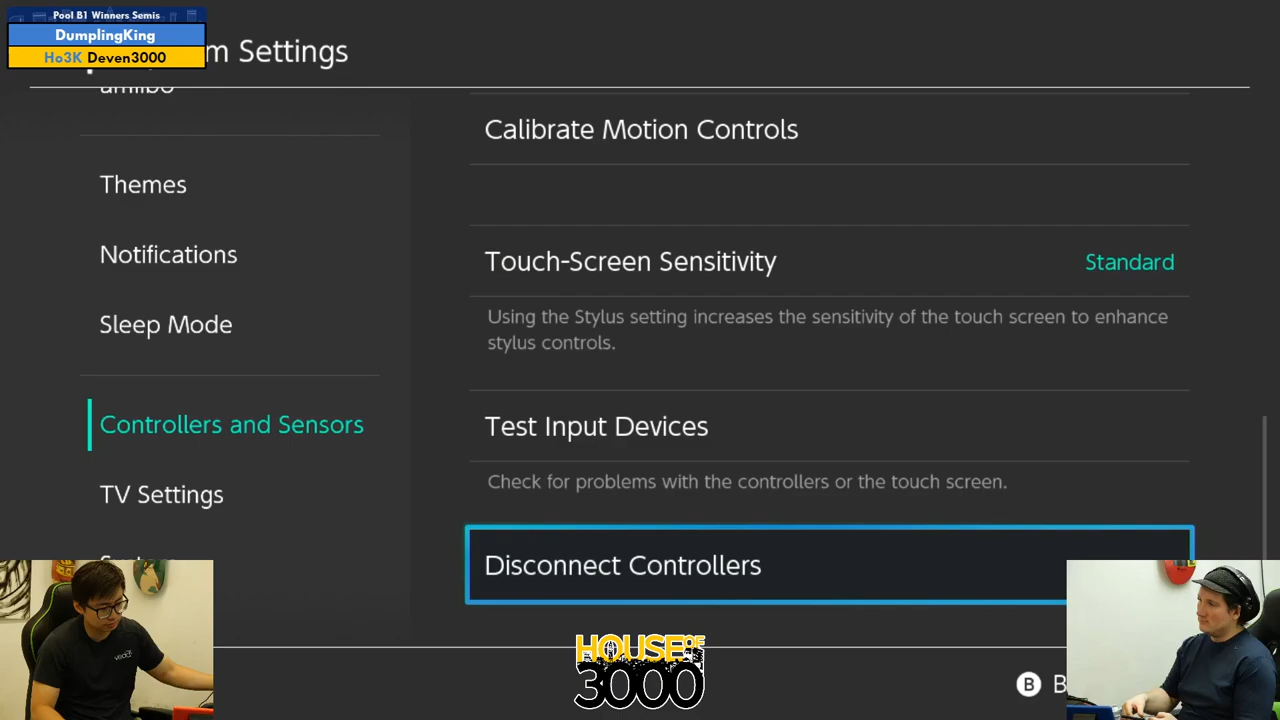 Pool B1 Winners Semis
DumplingKing
Ho3K Deven3000
m Settings
amiibo
Themes
Notifications
Sleep Mode
Controllers and Sensors
TV Settings
System
Calibrate Motion Controls
Touch-Screen Sensitivity Standard
Using the Stylus setting increases the sensitivity of the touch screen to enhance
stylus controls.
Test Input Devices
Check for problems with the controllers or the touch screen.
Disconnect Controllers
HOUSE OF
3000
B B